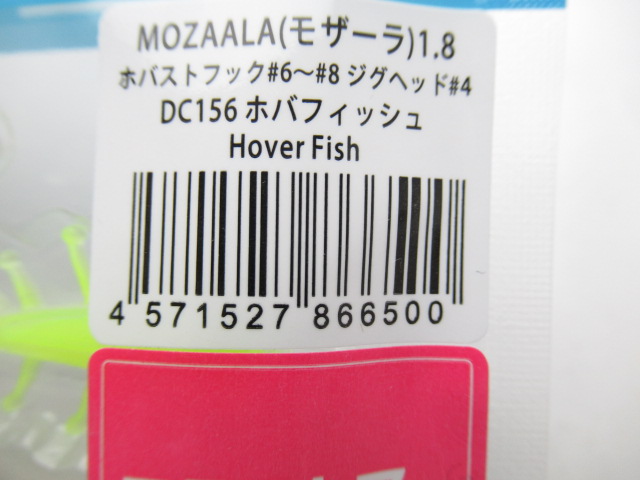 MOZAALA(モザーラ)1.8
ホバストフック#6～#8 ジグヘッド#4
DC156 ホバフィッシュ
Hover Fish
4 571527 866500